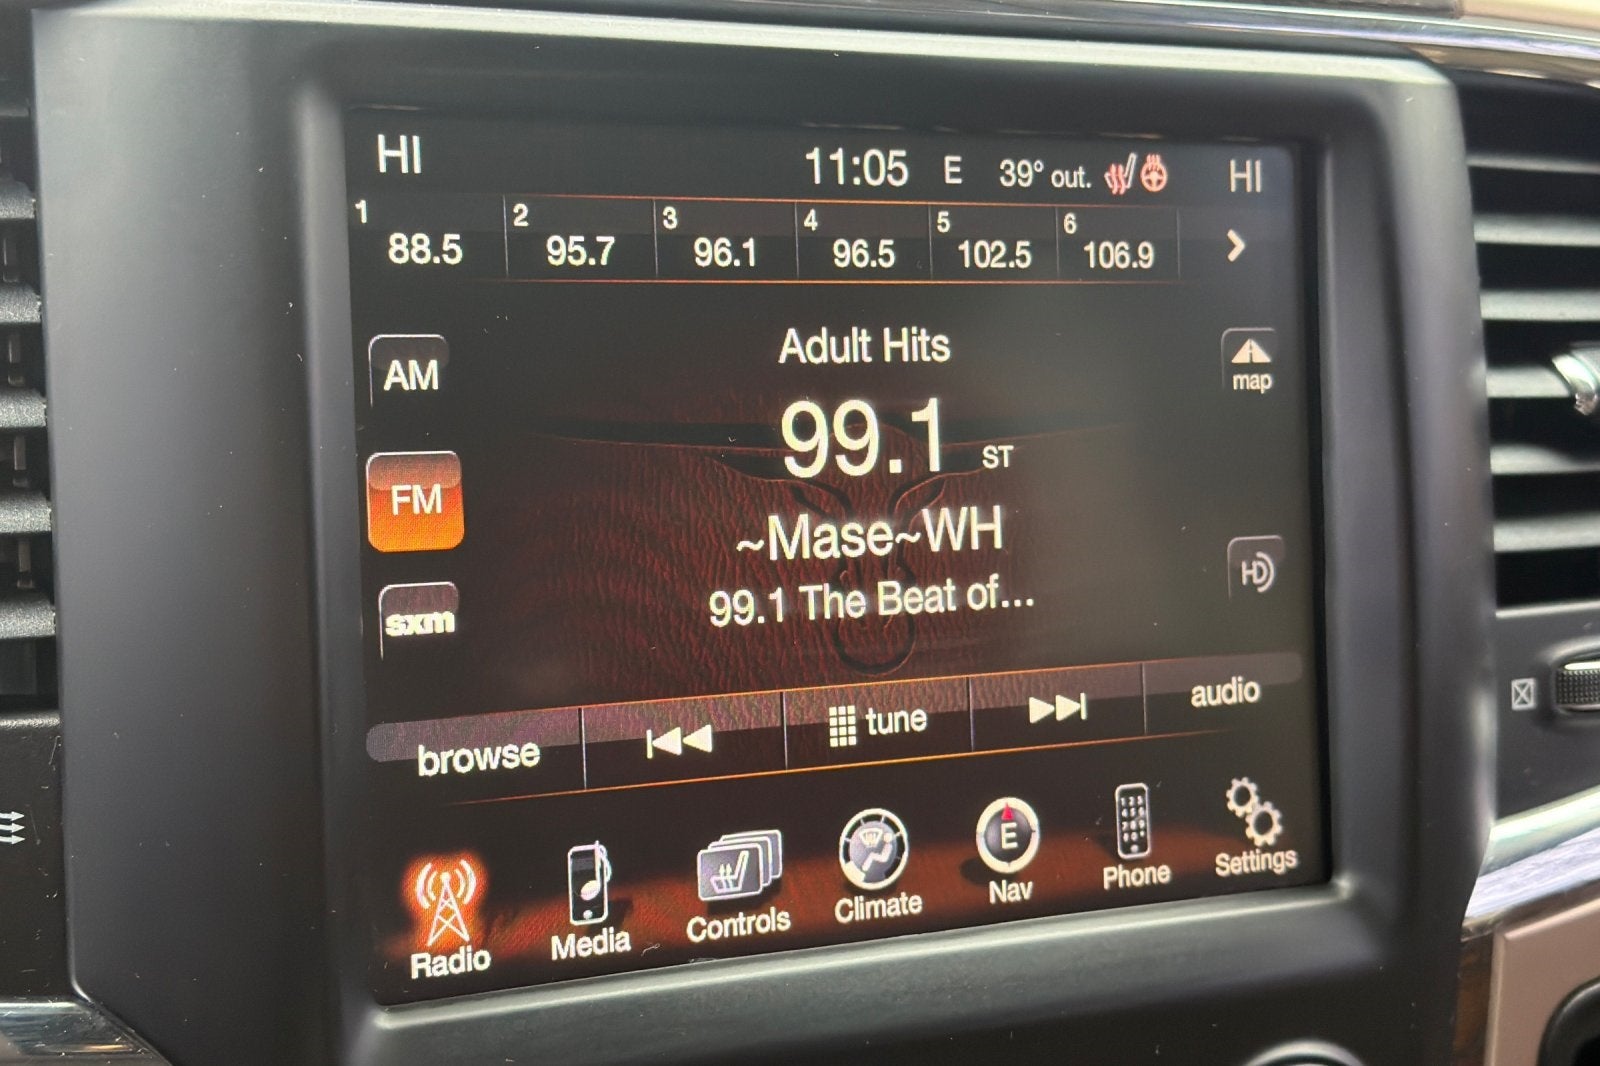 HI 11:05 E 39° out. HI
1 88.5 2 95.7 3 96.1 4 96.5 5 102.5 6 106.9
Adult Hits
AM
map
99.1 ST
FM
~Mase~WH
HD
99.1 The Beat of...
sxm
browse tune audio
E
Radio Media Controls Climate Nav Phone Settings